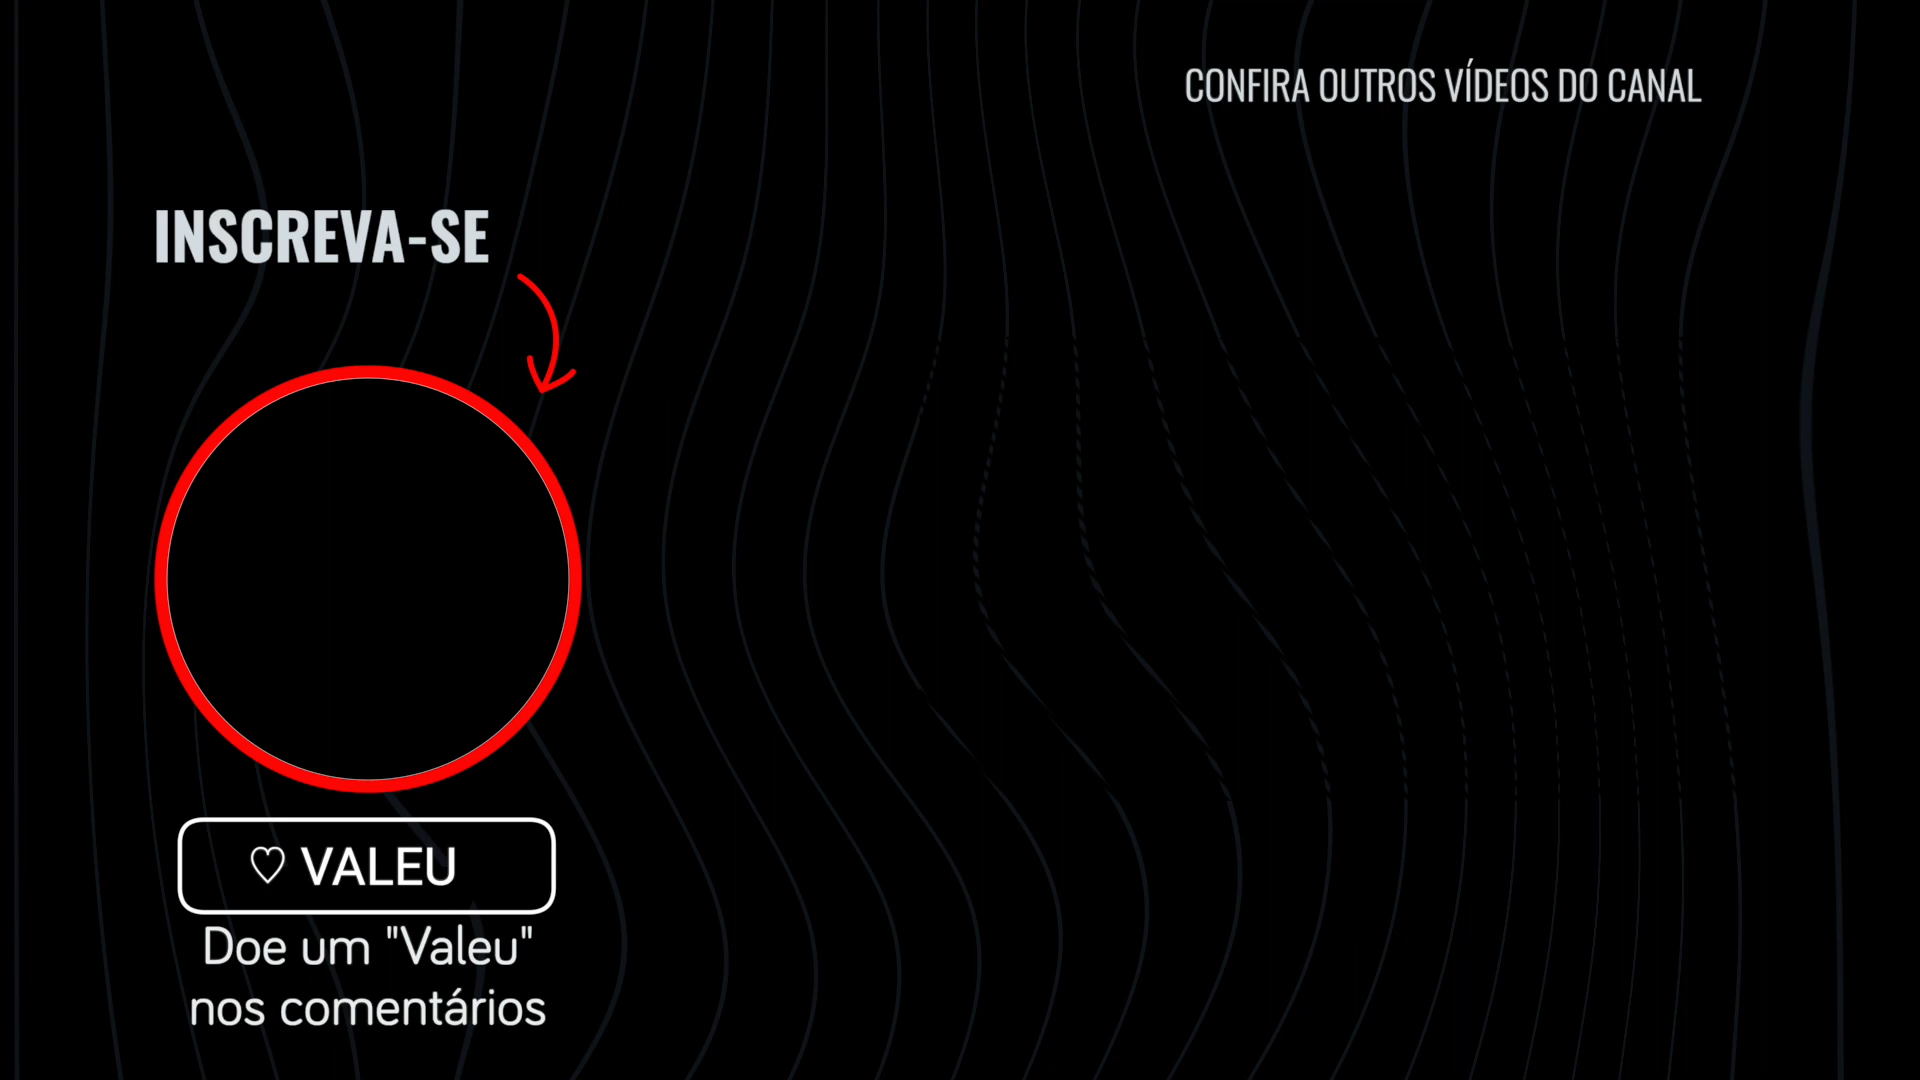 CONFIRA OUTROS VÍDEOS DO CANAL
INSCREVA-SE
♡ VALEU
Doe um "Valeu"
nos comentários